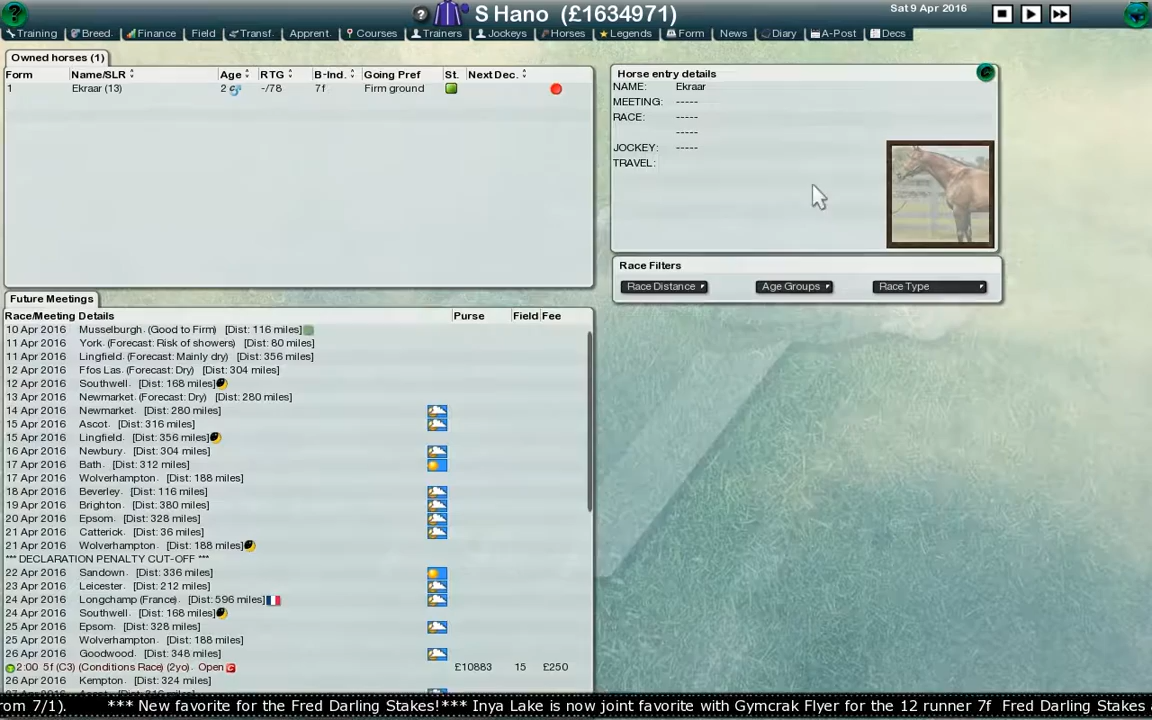 ? ? S Hano (£1634971) Sat 9 Apr 2016
Training Breed. Finance Field Transf. Apprent. Courses Trainers Jockeys Horses Legends Form News Diary A-Post Decs
Owned horses (1)
Form Name/SLR Age RTG B-Ind. Going Pref St. Next Dec.
1 Ekraar (13) 2 -/78 7f Firm ground
Horse entry details
NAME: Ekraar
MEETING: -----
RACE: -----
-----
JOCKEY: -----
TRAVEL:
Race Filters
Race Distance Age Groups Race Type
Future Meetings
Race/Meeting Details Purse Field Fee
10 Apr 2016 Musselburgh. (Good to Firm) [Dist: 116 miles]
11 Apr 2016 York. (Forecast: Risk of showers) [Dist: 80 miles]
11 Apr 2016 Lingfield. (Forecast: Mainly dry) [Dist: 356 miles]
12 Apr 2016 Ffos Las. (Forecast: Dry) [Dist: 304 miles]
12 Apr 2016 Southwell. [Dist: 168 miles]
13 Apr 2016 Newmarket. (Forecast: Dry) [Dist: 280 miles]
14 Apr 2016 Newmarket. [Dist: 280 miles]
15 Apr 2016 Ascot. [Dist: 316 miles]
15 Apr 2016 Lingfield. [Dist: 356 miles]
16 Apr 2016 Newbury. [Dist: 304 miles]
17 Apr 2016 Bath. [Dist: 312 miles]
17 Apr 2016 Wolverhampton. [Dist: 188 miles]
18 Apr 2016 Beverley. [Dist: 116 miles]
19 Apr 2016 Brighton. [Dist: 380 miles]
20 Apr 2016 Epsom. [Dist: 328 miles]
21 Apr 2016 Catterick. [Dist: 36 miles]
21 Apr 2016 Wolverhampton. [Dist: 188 miles]
*** DECLARATION PENALTY CUT-OFF ***
22 Apr 2016 Sandown. [Dist: 336 miles]
23 Apr 2016 Leicester. [Dist: 212 miles]
24 Apr 2016 Longchamp (France). [Dist: 596 miles]
24 Apr 2016 Southwell. [Dist: 168 miles]
25 Apr 2016 Epsom. [Dist: 328 miles]
25 Apr 2016 Wolverhampton. [Dist: 188 miles]
26 Apr 2016 Goodwood. [Dist: 348 miles]
2:00 5f (C3) (Conditions Race) (2yo). Open £10883 15 £250
26 Apr 2016 Kempton. [Dist: 324 miles]
rom 7/1). *** New favorite for the Fred Darling Stakes!*** Inya Lake is now joint favorite with Gymcrak Flyer for the 12 runner 7f Fred Darling Stakes